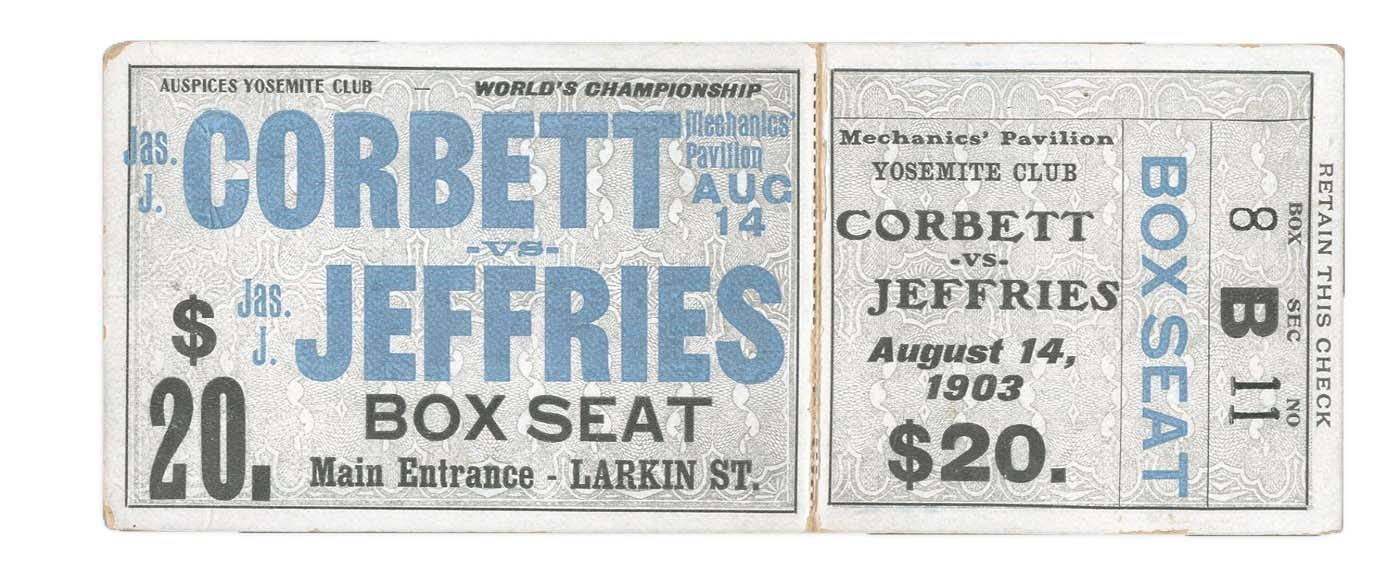 AUSPICES YOSEMITE CLUB — WORLD'S CHAMPIONSHIP
Jas. J. CORBETT
Mechanics'
Pavilion
AUG
14
-VS-
Jas. J. JEFFRIES
$20.
BOX SEAT
Main Entrance - LARKIN ST.
Mechanics' Pavilion
YOSEMITE CLUB
CORBETT
-vs-
JEFFRIES
August 14,
1903
$20.
BOX SEAT
8 B 11
BOX SEC NO
RETAIN THIS CHECK